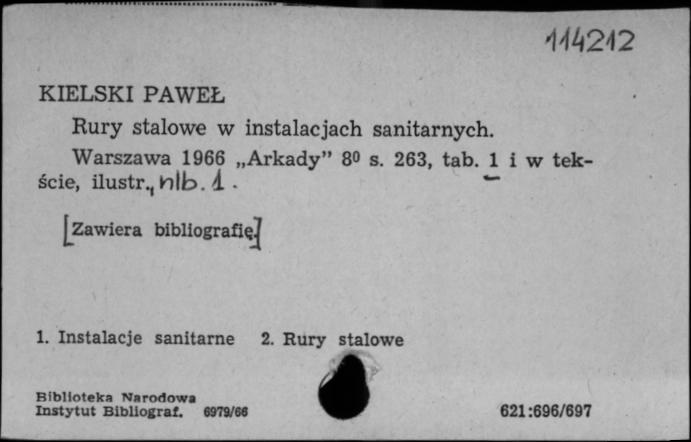 114212
KIELSKI PAWEŁ
Rury stalowe w instalacjach sanitarnych.
Warszawa 1966 „Arkady” 8⁰ s. 263, tab. 1 i w tek-
ście, ilustr., nlb. 1.
[Zawiera bibliografię.]
1. Instalacje sanitarne 2. Rury stalowe
Biblioteka Narodowa
Instytut Bibliograf. 6979/66
621:696/697